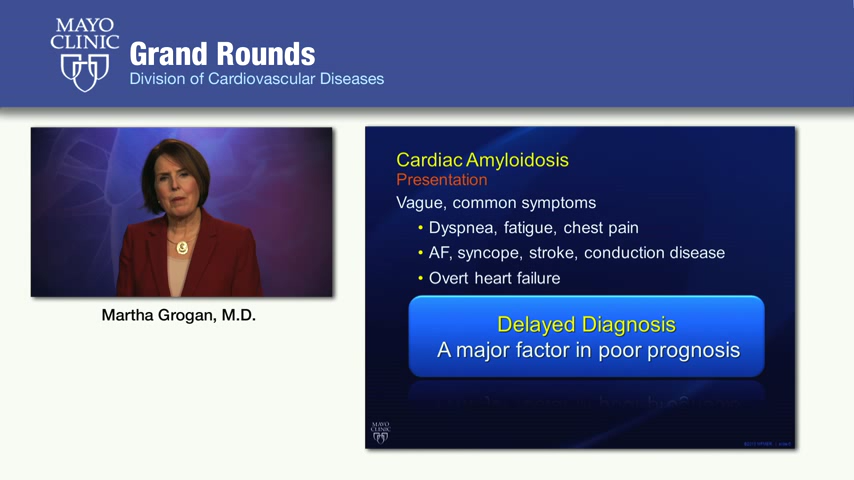 MAYO
CLINIC
Grand Rounds
Division of Cardiovascular Diseases
Martha Grogan, M.D.
Cardiac Amyloidosis
Presentation
Vague, common symptoms
• Dyspnea, fatigue, chest pain
• AF, syncope, stroke, conduction disease
• Overt heart failure
Delayed Diagnosis
A major factor in poor prognosis
MAYO
CLINIC